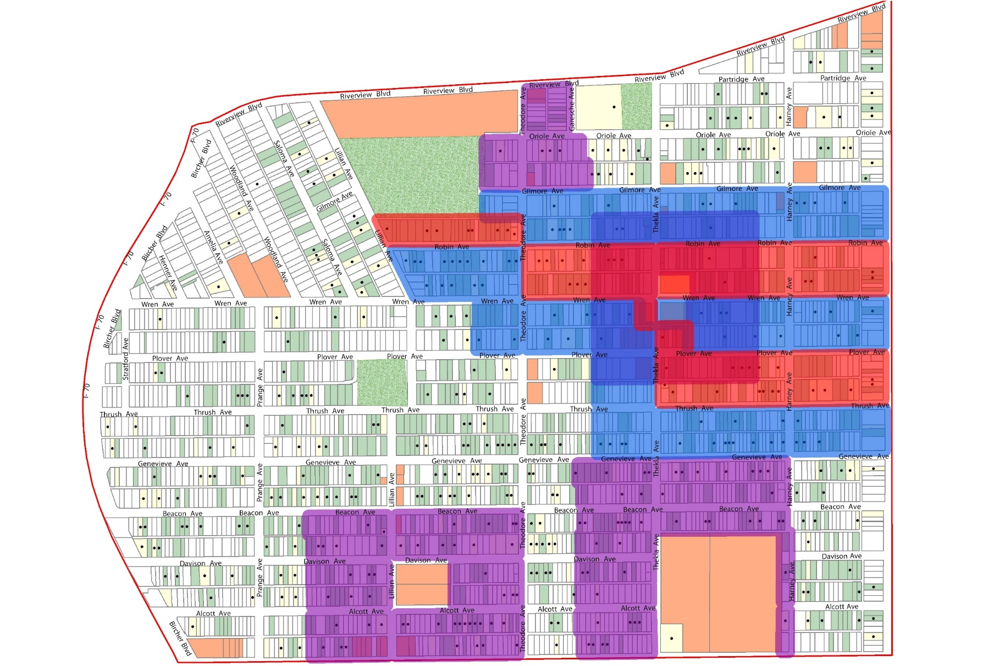 Riverview Blvd
Riverview Blvd
Partridge Ave
Partridge Ave
Riverview Blvd
Riverview Blvd
Riverview Blvd
Riverview Blvd
Riverview Blvd
Theodore Ave
Garesche Ave
Harney Ave
Riverview Blvd
I- 70
Oriole Ave
Oriole Ave
Oriole Ave
Oriole Ave
Oriole Ave
Bircher Blvd
Saloma Ave
Lillian Ave
Woodland Ave
Gilmore Ave
Gilmore Ave
Gilmore Ave
Gilmore Ave
Gilmore Ave
Harney Ave
Thekla Ave
I- 70
Bircher Blvd
Amelia Ave
Woodland Ave
Saloma Ave
Lillian Ave
Theodore Ave
Robin Ave
Robin Ave
Robin Ave
Robin Ave
Robin Ave
I- 70
Henner Ave
Harney Ave
Wren Ave
Wren Ave
Wren Ave
Wren Ave
Wren Ave
Wren Ave
Wren Ave
Wren Ave
Wren Ave
Theodore Ave
I- 70
Bircher Blvd
Stratford Ave
Plover Ave
Plover Ave
Plover Ave
Plover Ave
Plover Ave
Plover Ave
Plover Ave
Plover Ave
Thekla Ave
Prange Ave
Harney Ave
I- 70
Thrush Ave
Thrush Ave
Thrush Ave
Thrush Ave
Thrush Ave
Thrush Ave
Thrush Ave
Thrush Ave
Theodore Ave
Thekla Ave
Genevieve Ave
Genevieve Ave
Genevieve Ave
Genevieve Ave
Genevieve Ave
Genevieve Ave
Genevieve Ave
Prange Ave
Lillian Ave
Harney Ave
Beacon Ave
Beacon Ave
Beacon Ave
Beacon Ave
Beacon Ave
Beacon Ave
Beacon Ave
Beacon Ave
Theodore Ave
Thekla Ave
Davison Ave
Davison Ave
Davison Ave
Davison Ave
Davison Ave
Prange Ave
Lillian Ave
Harney Ave
Alcott Ave
Alcott Ave
Alcott Ave
Alcott Ave
Alcott Ave
Alcott Ave
Theodore Ave
Bircher Blvd